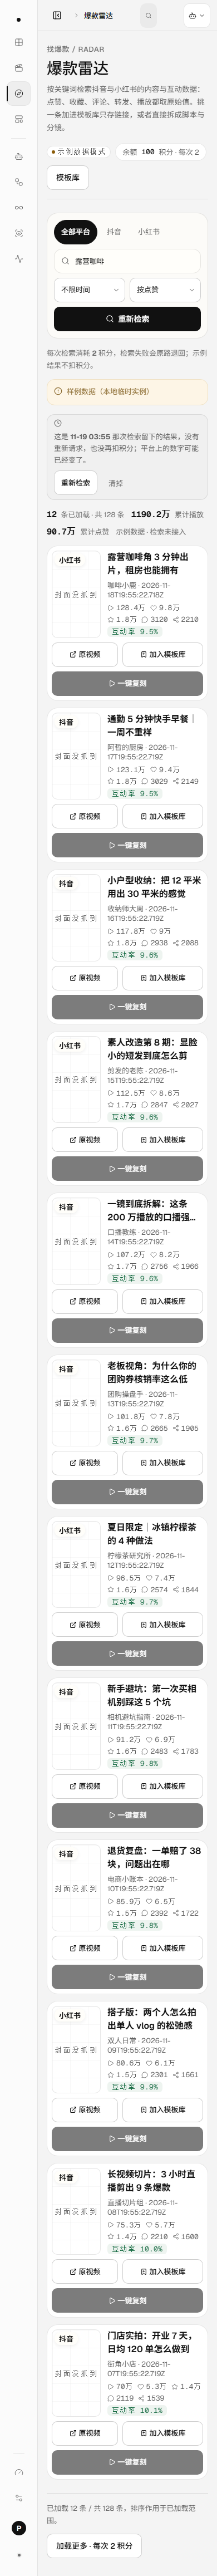 爆款雷达
找爆款 / RADAR
爆款雷达
按关键词检索抖音与小红书的内容与互动数据：
点赞、收藏、评论、转发、播放都取原始值。挑
一条加进模板库只存链接，或者直接拆成脚本与
分镜。
示例数据模式
余额 100 积分 · 每次 2
模板库
全部平台
抖音
小红书
露营咖啡
不限时间
按点赞
重新检索
每次检索消耗 2 积分，检索失败会原路退回；示例
结果不扣积分。
样例数据（本地临时实例）
这是 11-19 03:55 那次检索留下的结果，没有
重新请求，也没再扣积分；平台上的数字可能
已经变了。
重新检索
清掉
12 条已加载 · 共 128 条 1190.2万 累计播放
90.7万 累计点赞 示例数据 · 检索未接入
小红书
封面没抓到
露营咖啡角 3 分钟出
片，租房也能拥有
咖啡小鹿 · 2026-11-
18T19:55:22.718Z
128.4万 9.8万
1.8万 3120 2210
互动率 9.5%
原视频
加入模板库
一键复刻
抖音
封面没抓到
通勤 5 分钟快手早餐｜
一周不重样
阿哲的厨房 · 2026-11-
17T19:55:22.719Z
123.1万 9.4万
1.8万 3029 2149
互动率 9.5%
原视频
加入模板库
一键复刻
抖音
封面没抓到
小户型收纳：把 12 平米
用出 30 平米的感觉
收纳师大周 · 2026-11-
16T19:55:22.719Z
117.8万 9万
1.8万 2938 2088
互动率 9.6%
原视频
加入模板库
一键复刻
小红书
封面没抓到
素人改造第 8 期：显脸
小的短发到底怎么剪
剪发的老陈 · 2026-11-
15T19:55:22.719Z
112.5万 8.6万
1.7万 2847 2027
互动率 9.6%
原视频
加入模板库
一键复刻
抖音
封面没抓到
一镜到底拆解：这条
200 万播放的口播强...
口播教练 · 2026-11-
14T19:55:22.719Z
107.2万 8.2万
1.7万 2756 1966
互动率 9.6%
原视频
加入模板库
一键复刻
抖音
封面没抓到
老板视角：为什么你的
团购券核销率这么低
团购操盘手 · 2026-11-
13T19:55:22.719Z
101.8万 7.8万
1.6万 2665 1905
互动率 9.7%
原视频
加入模板库
一键复刻
小红书
封面没抓到
夏日限定｜冰镇柠檬茶
的 4 种做法
柠檬茶研究所 · 2026-11-
12T19:55:22.719Z
96.5万 7.4万
1.6万 2574 1844
互动率 9.7%
原视频
加入模板库
一键复刻
抖音
封面没抓到
新手避坑：第一次买相
机别踩这 5 个坑
相机避坑指南 · 2026-11-
11T19:55:22.719Z
91.2万 6.9万
1.6万 2483 1783
互动率 9.8%
原视频
加入模板库
一键复刻
抖音
封面没抓到
退货复盘：一单赔了 38
块，问题出在哪
电商小账本 · 2026-11-
10T19:55:22.719Z
85.9万 6.5万
1.5万 2392 1722
互动率 9.8%
原视频
加入模板库
一键复刻
小红书
封面没抓到
搭子版：两个人怎么拍
出单人 vlog 的松弛感
双人日常 · 2026-11-
09T19:55:22.719Z
80.6万 6.1万
1.5万 2301 1661
互动率 9.9%
原视频
加入模板库
一键复刻
抖音
封面没抓到
长视频切片：3 小时直
播剪出 9 条爆款
直播切片组 · 2026-11-
08T19:55:22.719Z
75.3万 5.7万
1.4万 2210 1600
互动率 10.0%
原视频
加入模板库
一键复刻
抖音
封面没抓到
门店实拍：开业 7 天，
日均 120 单怎么做到
街角小店 · 2026-11-
07T19:55:22.719Z
70万 5.3万 1.4万
2119 1539
互动率 10.1%
原视频
加入模板库
一键复刻
P
已加载 12 条 / 共 128 条，排序作用于已加载范
围。
加载更多 · 每次 2 积分